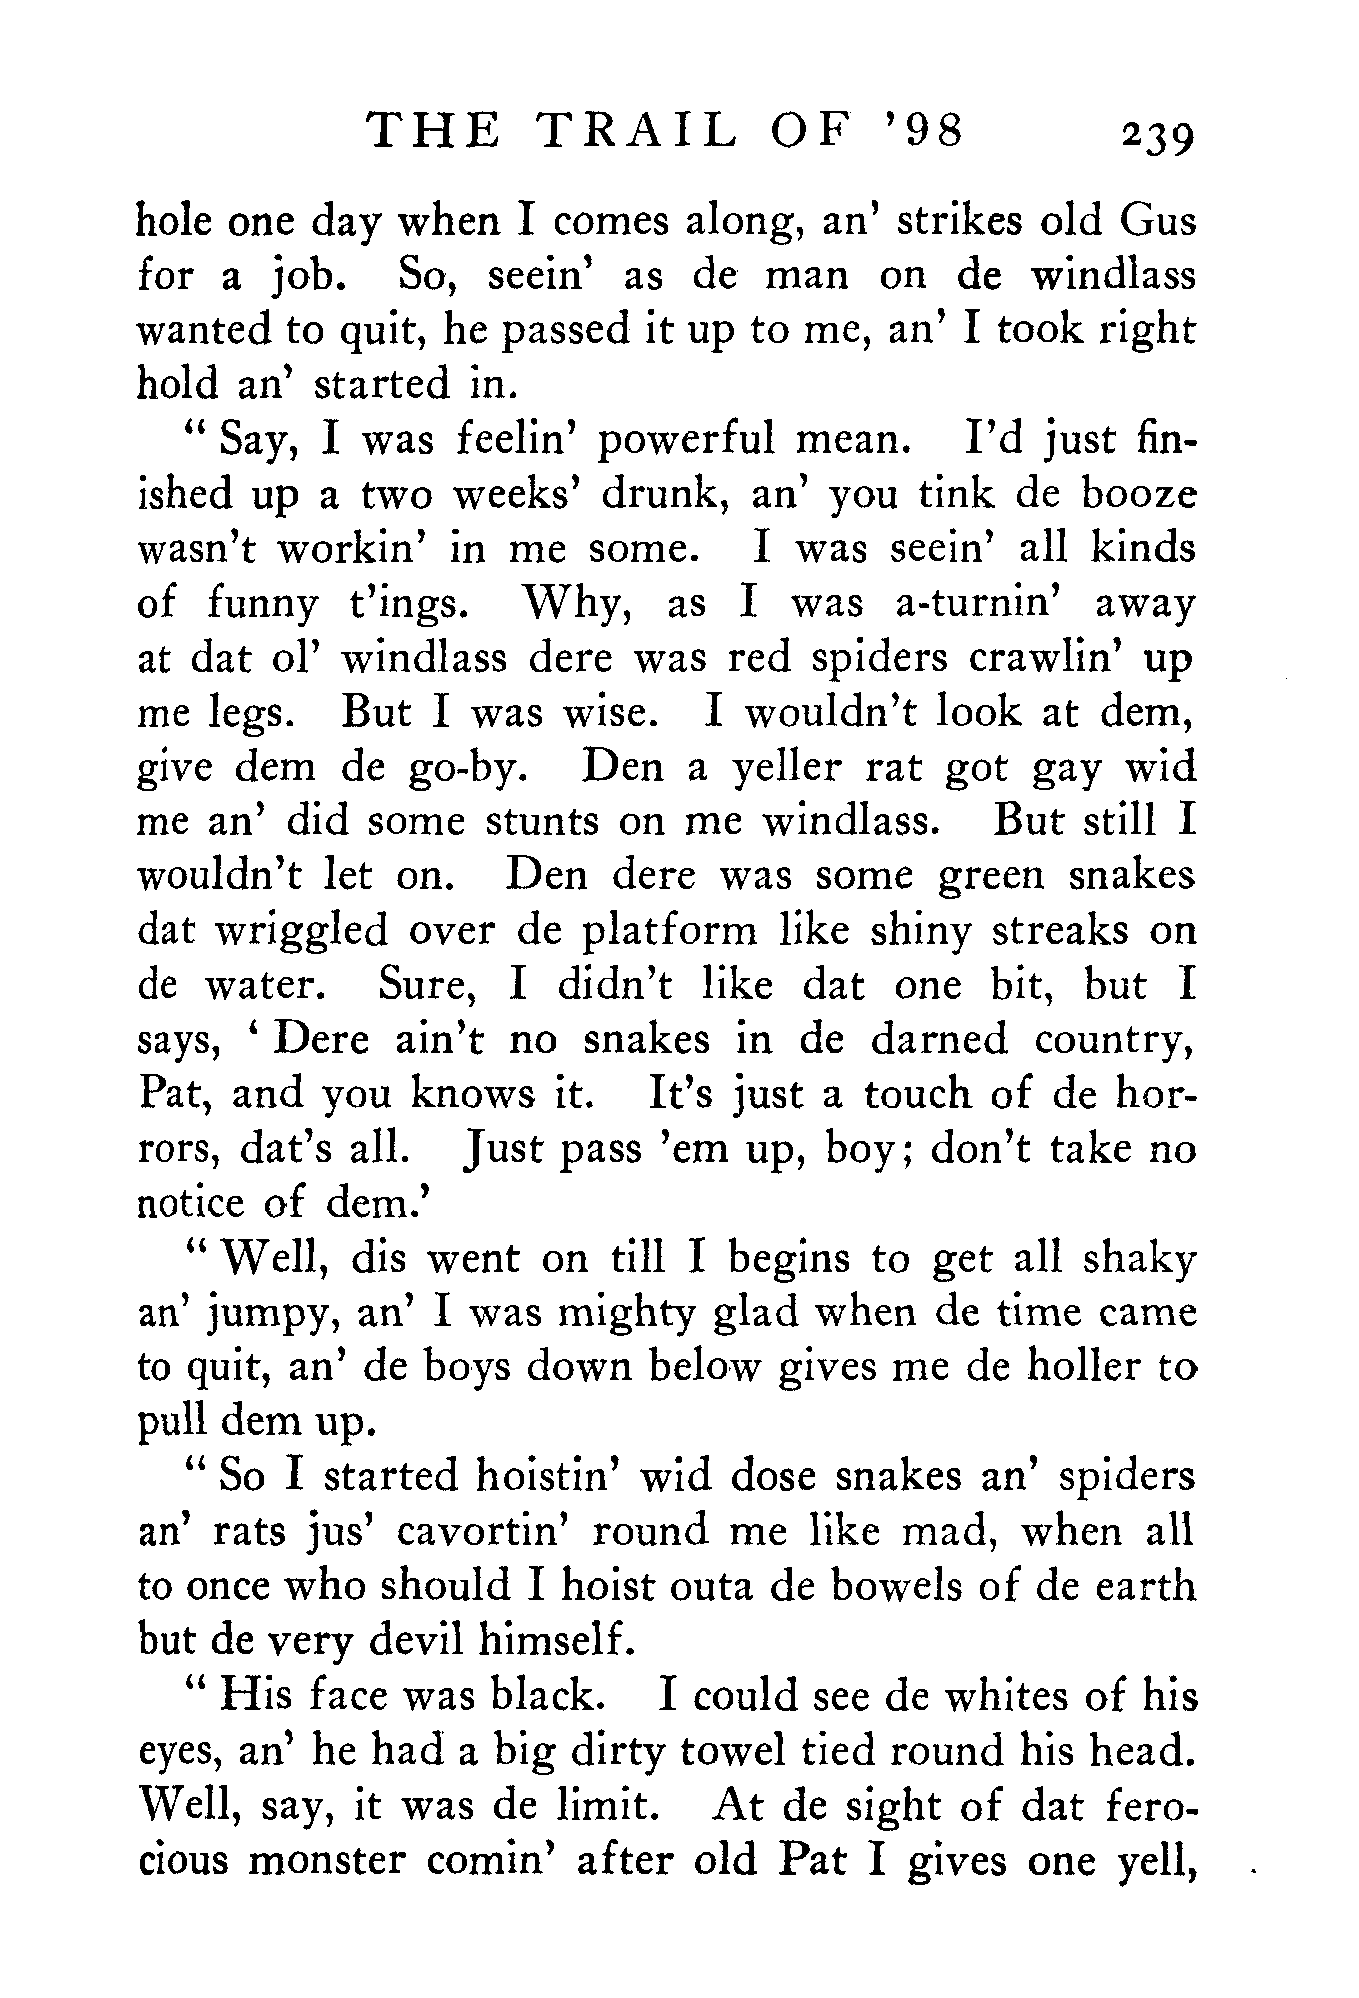 THE TRAIL OF '98 239
hole one day when I comes along, an' strikes old Gus
for a job. So, seein' as de man on de windlass
wanted to quit, he passed it up to me, an' I took right
hold an' started in.
“ Say, I was feelin' powerful mean. I'd just fin-
ished up a two weeks' drunk, an' you tink de booze
wasn't workin' in me some. I was seein' all kinds
of funny t'ings. Why, as I was a-turnin' away
at dat ol' windlass dere was red spiders crawlin' up
me legs. But I was wise. I wouldn't look at dem,
give dem de go-by. Den a yeller rat got gay wid
me an' did some stunts on me windlass. But still I
wouldn't let on. Den dere was some green snakes
dat wriggled over de platform like shiny streaks on
de water. Sure, I didn't like dat one bit, but I
says, ‘ Dere ain't no snakes in de darned country,
Pat, and you knows it. It's just a touch of de hor-
rors, dat's all. Just pass 'em up, boy; don't take no
notice of dem.’
“ Well, dis went on till I begins to get all shaky
an' jumpy, an' I was mighty glad when de time came
to quit, an' de boys down below gives me de holler to
pull dem up.
“ So I started hoistin' wid dose snakes an' spiders
an' rats jus' cavortin' round me like mad, when all
to once who should I hoist outa de bowels of de earth
but de very devil himself.
“ His face was black. I could see de whites of his
eyes, an' he had a big dirty towel tied round his head.
Well, say, it was de limit. At de sight of dat fero-
cious monster comin' after old Pat I gives one yell,